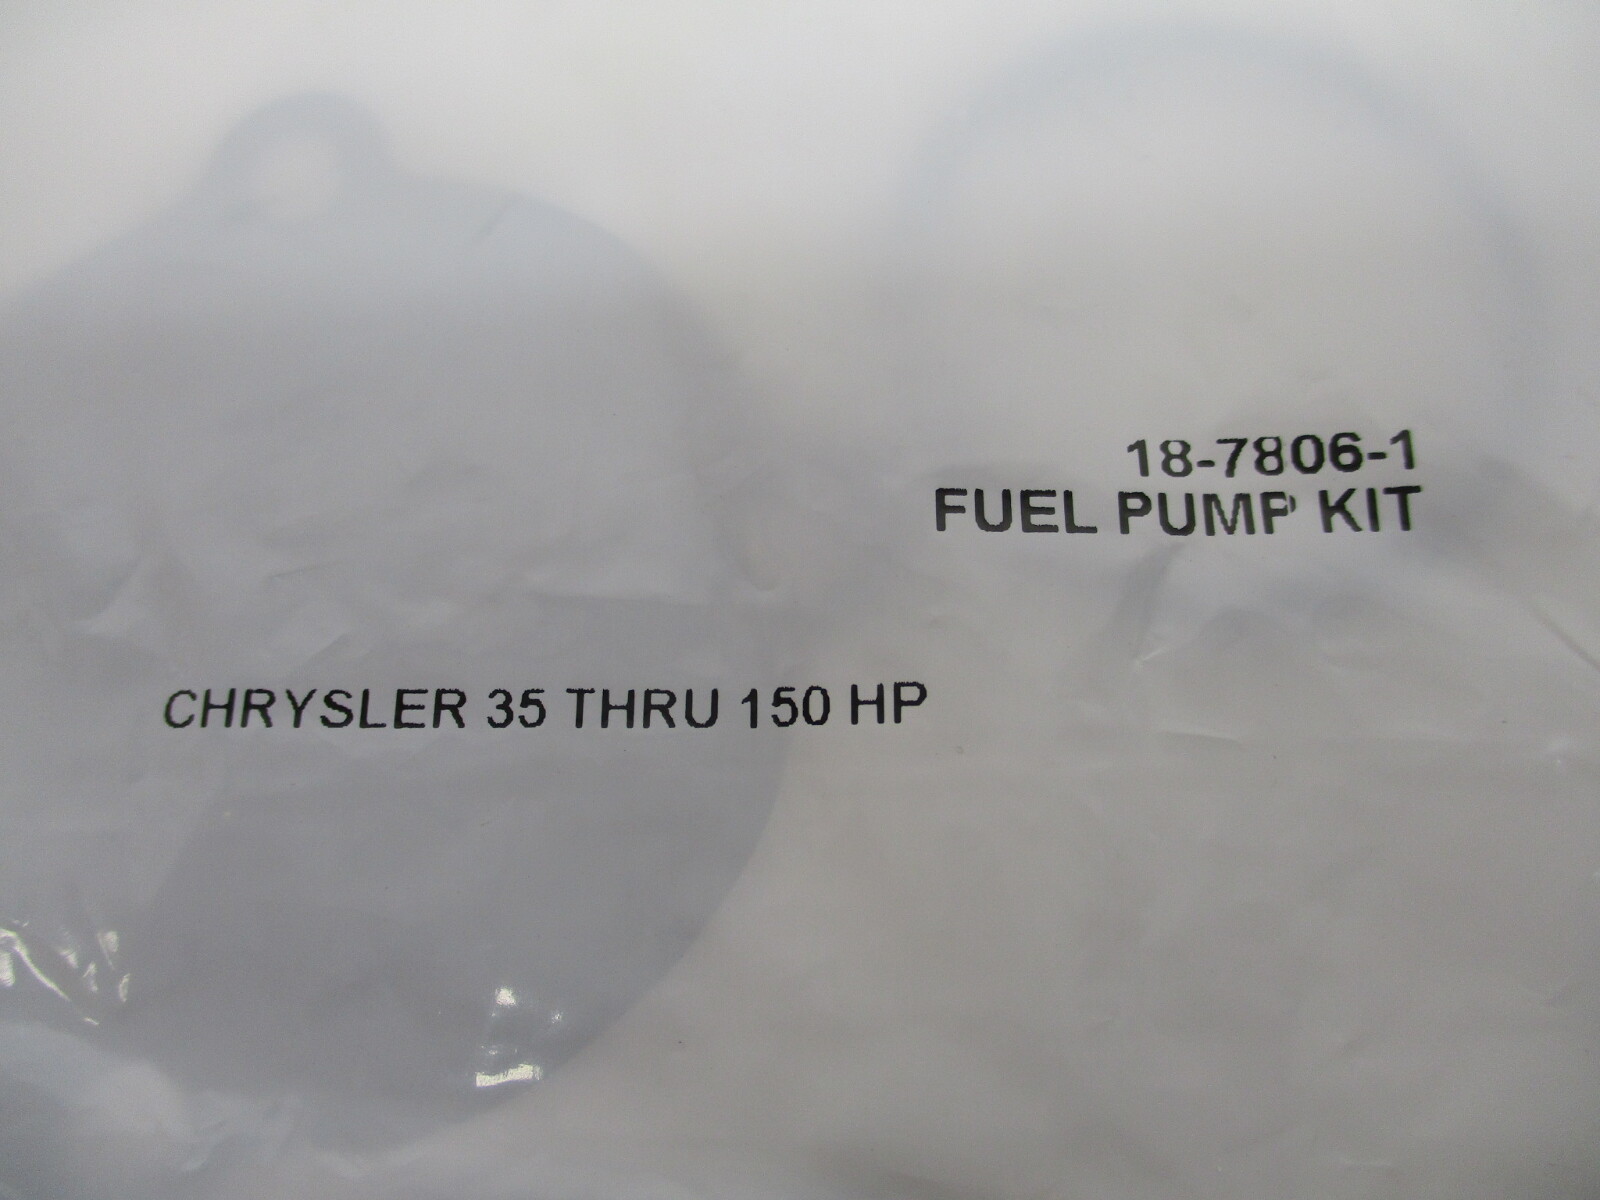 18-7806-1
FUEL PUMP KIT
CHRYSLER 35 THRU 150 HP